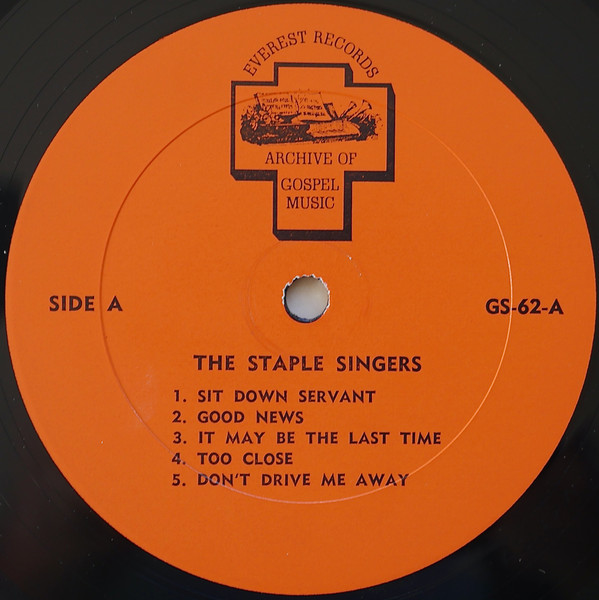 EVEREST RECORDS
ARCHIVE OF
GOSPEL
MUSIC
SIDE A
GS-62-A
THE STAPLE SINGERS
1. SIT DOWN SERVANT
2. GOOD NEWS
3. IT MAY BE THE LAST TIME
4. TOO CLOSE
5. DON'T DRIVE ME AWAY